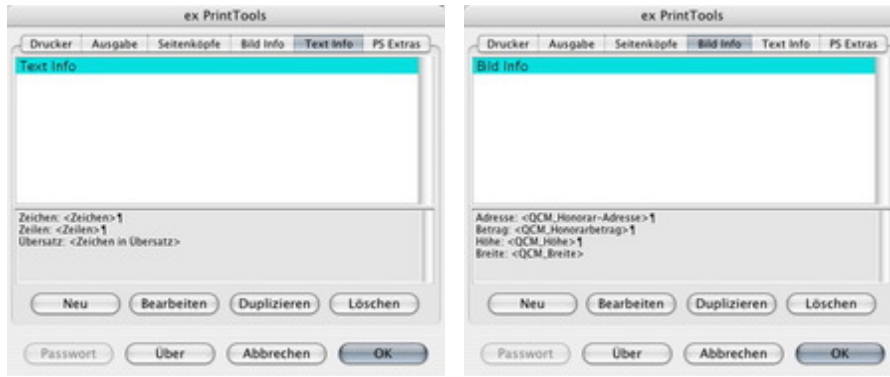 ex PrintTools
Drucker Ausgabe Seitenköpfe Bild Info Text Info PS Extras
Text Info
Zeichen: <Zeichen>¶
Zeilen: <Zeilen>¶
Übersatz: <Zeichen in Übersatz>
Neu Bearbeiten Duplizieren Löschen
Passwort Über Abbrechen OK
ex PrintTools
Drucker Ausgabe Seitenköpfe Bild Info Text Info PS Extras
Bild Info
Adresse: <QCM_Honorar-Adresse>¶
Betrag: <QCM_Honorarbetrag>¶
Höhe: <QCM_Höhe>¶
Breite: <QCM_Breite>
Neu Bearbeiten Duplizieren Löschen
Passwort Über Abbrechen OK